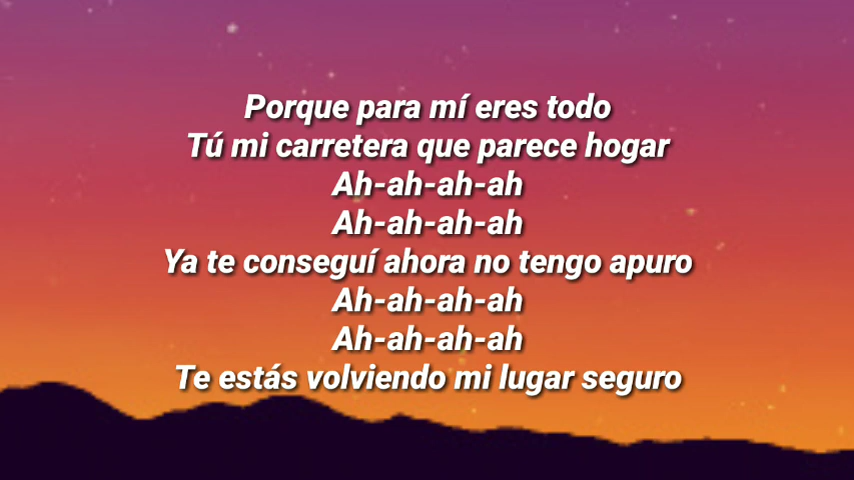 Porque para mí eres todo
Tú mi carretera que parece hogar
Ah-ah-ah-ah
Ah-ah-ah-ah
Ya te conseguí ahora no tengo apuro
Ah-ah-ah-ah
Ah-ah-ah-ah
Te estás volviendo mi lugar seguro